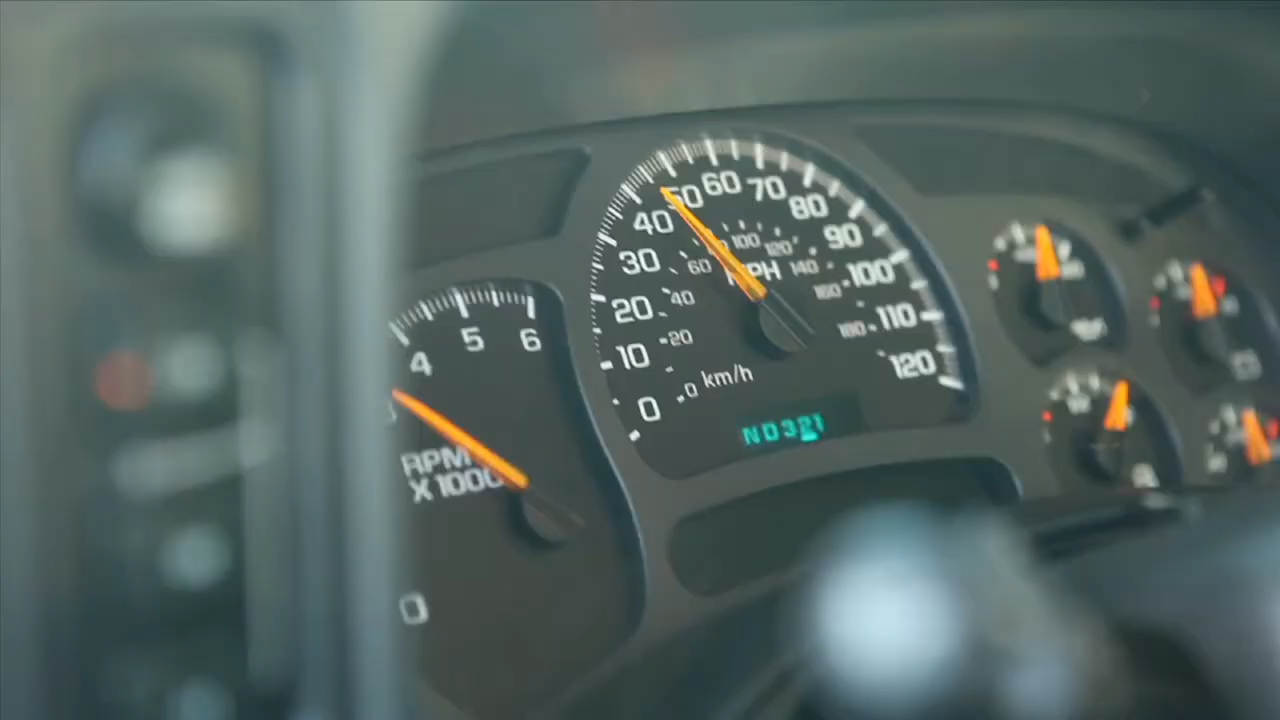 4 5 6
RPM
X 1000
0
0 10 20 30 40 50 60 70 80 90 100 110 120
MPH
20 40 60 100 120 140 160 180
0 km/h
ND321